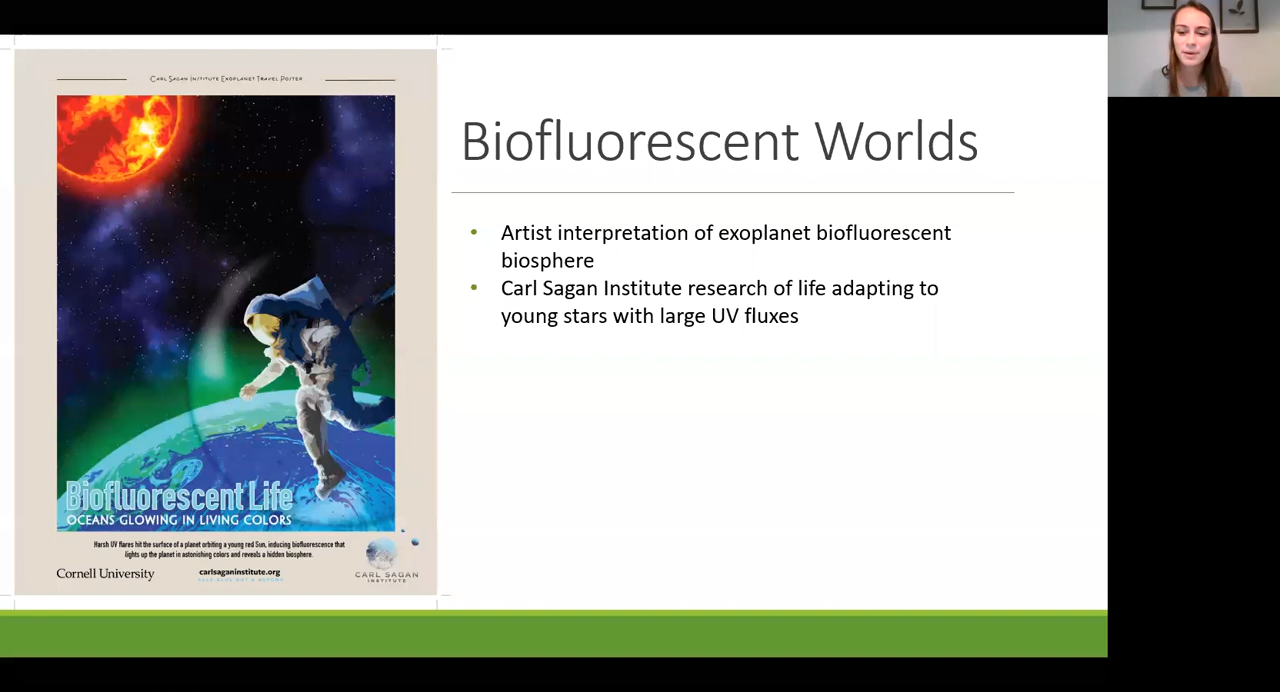 Carl Sagan Institute Exoplanet Travel Poster
Biofluorescent Life
OCEANS GLOWING IN LIVING COLORS
Harsh UV flares hit the surface of a planet orbiting a young red Sun, inducing biofluorescence that
lights up the planet in astonishing colors and reveals a hidden biosphere.
Cornell University
carlsaganinstitute.org
CARL SAGAN
INSTITUTE
Biofluorescent Worlds
• Artist interpretation of exoplanet biofluorescent
biosphere
• Carl Sagan Institute research of life adapting to
young stars with large UV fluxes